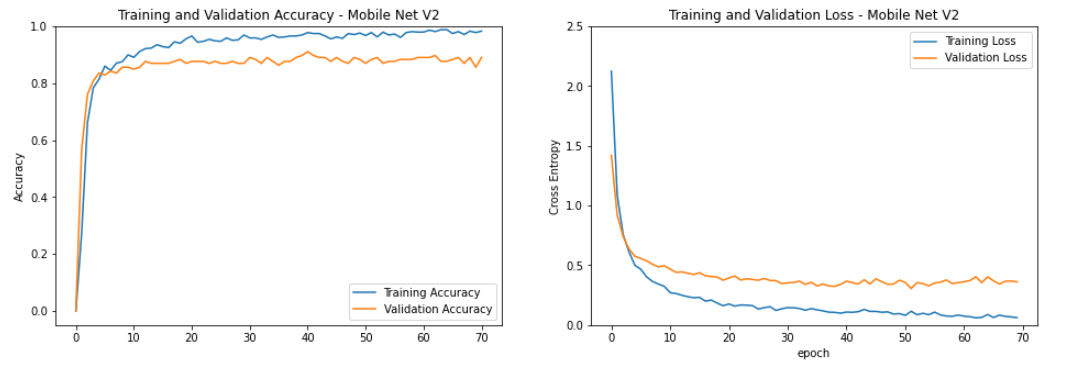 Training and Validation Accuracy - Mobile Net V2
1.0
0.8
0.6
0.4
0.2
0.0
Accuracy
Training Accuracy
Validation Accuracy
0 10 20 30 40 50 60 70
Training and Validation Loss - Mobile Net V2
2.5
2.0
1.5
1.0
0.5
0.0
Cross Entropy
Training Loss
Validation Loss
0 10 20 30 40 50 60 70
epoch